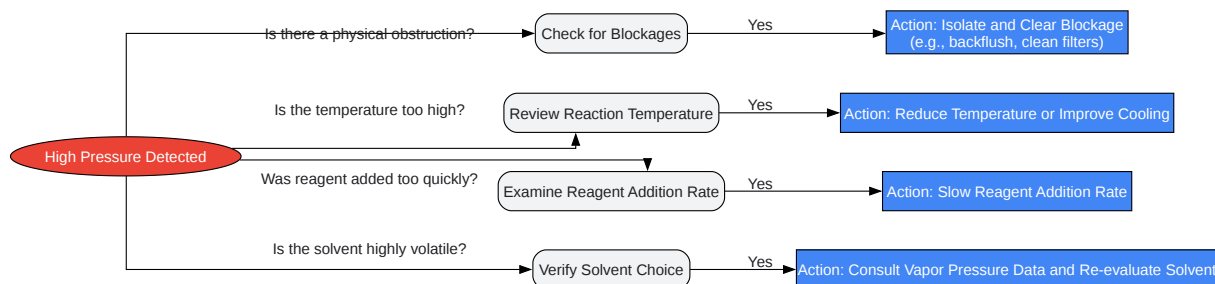 Is there a physical obstruction?
Check for Blockages
Yes
Action: Isolate and Clear Blockage
(e.g., backflush, clean filters)
Is the temperature too high?
Review Reaction Temperature
Yes
Action: Reduce Temperature or Improve Cooling
High Pressure Detected
Was reagent added too quickly?
Examine Reagent Addition Rate
Yes
Action: Slow Reagent Addition Rate
Is the solvent highly volatile?
Verify Solvent Choice
Yes
Action: Consult Vapor Pressure Data and Re-evaluate Solvent